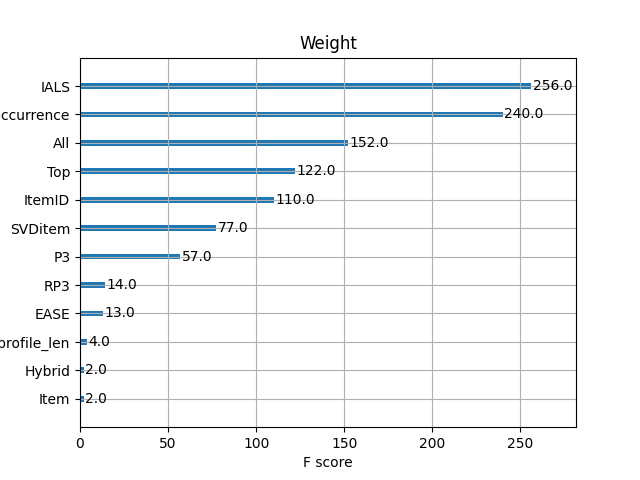 Weight
IALS 256.0
ccurrence 240.0
All 152.0
Top 122.0
ItemID 110.0
SVDitem 77.0
P3 57.0
RP3 14.0
EASE 13.0
profile_len 4.0
Hybrid 2.0
Item 2.0
0 50 100 150 200 250
F score